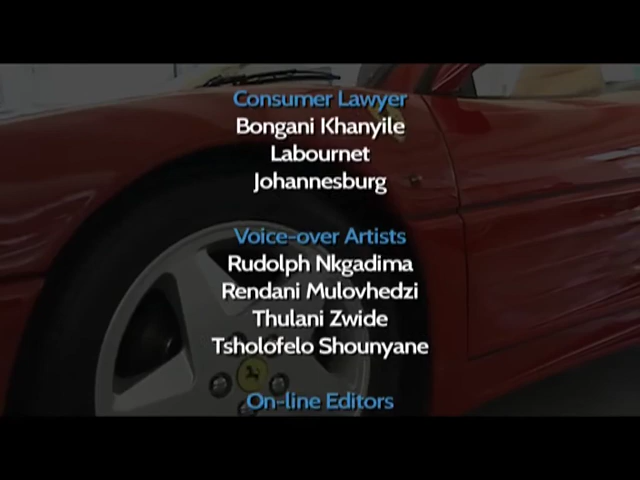 Consumer Lawyer
Bongani Khanyile
Labournet
Johannesburg
Voice-over Artists
Rudolph Nkgadima
Rendani Mulovhedzi
Thulani Zwide
Tsholofelo Shounyane
On-line Editors